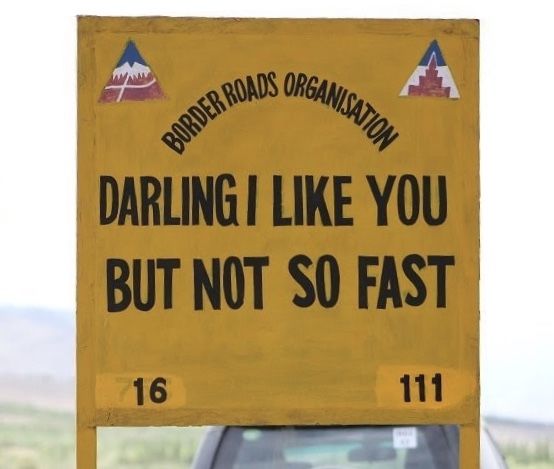 BORDER ROADS ORGANISATION
DARLING I LIKE YOU
BUT NOT SO FAST
16 111